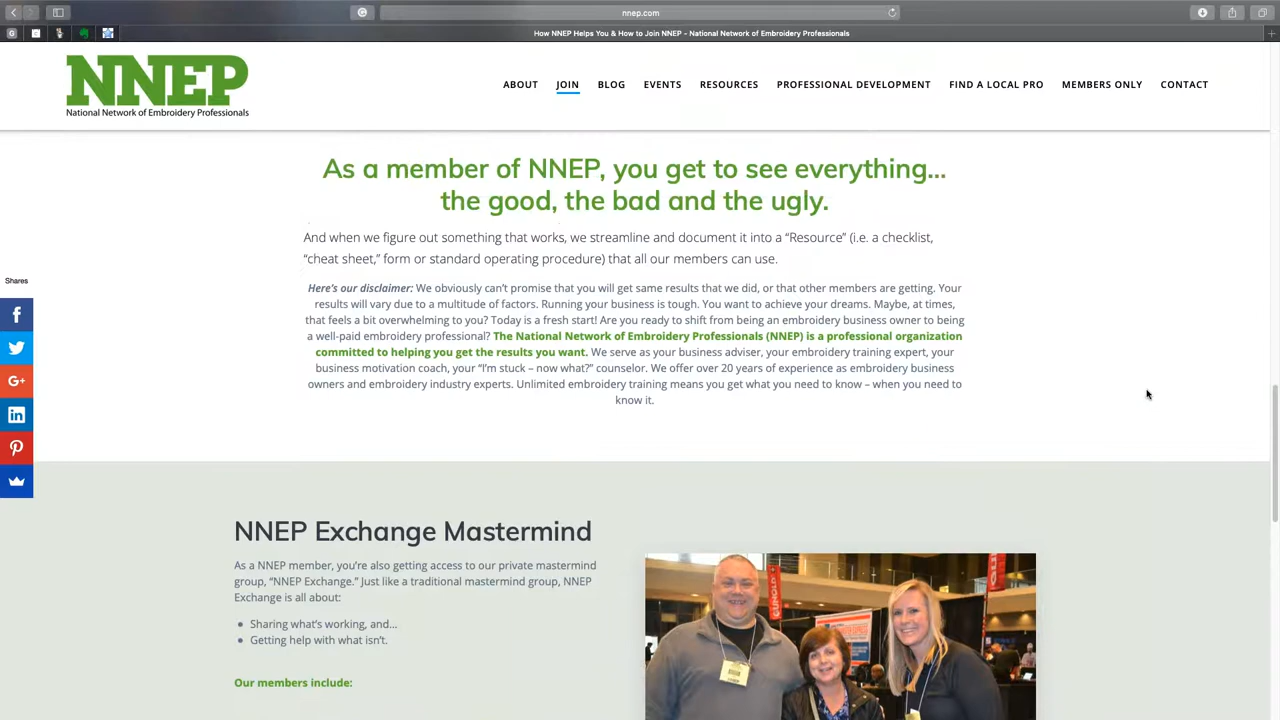 nnep.com
How NNEP Helps You & How to Join NNEP - National Network of Embroidery Professionals
NNEP
National Network of Embroidery Professionals
ABOUT JOIN BLOG EVENTS RESOURCES PROFESSIONAL DEVELOPMENT FIND A LOCAL PRO MEMBERS ONLY CONTACT
As a member of NNEP, you get to see everything...
the good, the bad and the ugly.
And when we figure out something that works, we streamline and document it into a “Resource” (i.e. a checklist,
“cheat sheet,” form or standard operating procedure) that all our members can use.
Here’s our disclaimer: We obviously can’t promise that you will get same results that we did, or that other members are getting. Your
results will vary due to a multitude of factors. Running your business is tough. You want to achieve your dreams. Maybe, at times,
that feels a bit overwhelming to you? Today is a fresh start! Are you ready to shift from being an embroidery business owner to being
a well-paid embroidery professional? The National Network of Embroidery Professionals (NNEP) is a professional organization
committed to helping you get the results you want. We serve as your business adviser, your embroidery training expert, your
business motivation coach, your “I’m stuck – now what?” counselor. We offer over 20 years of experience as embroidery business
owners and embroidery industry experts. Unlimited embroidery training means you get what you need to know – when you need to
know it.
Shares
NNEP Exchange Mastermind
As a NNEP member, you’re also getting access to our private mastermind
group, “NNEP Exchange.” Just like a traditional mastermind group, NNEP
Exchange is all about:
Sharing what’s working, and...
Getting help with what isn’t.
Our members include: